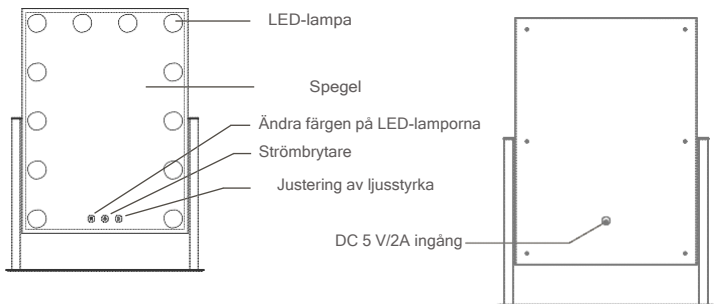 LED-lampa
Spegel
Ändra färgen på LED-lamporna
Strömbrytare
Justering av ljusstyrka
DC 5 V/2A ingång